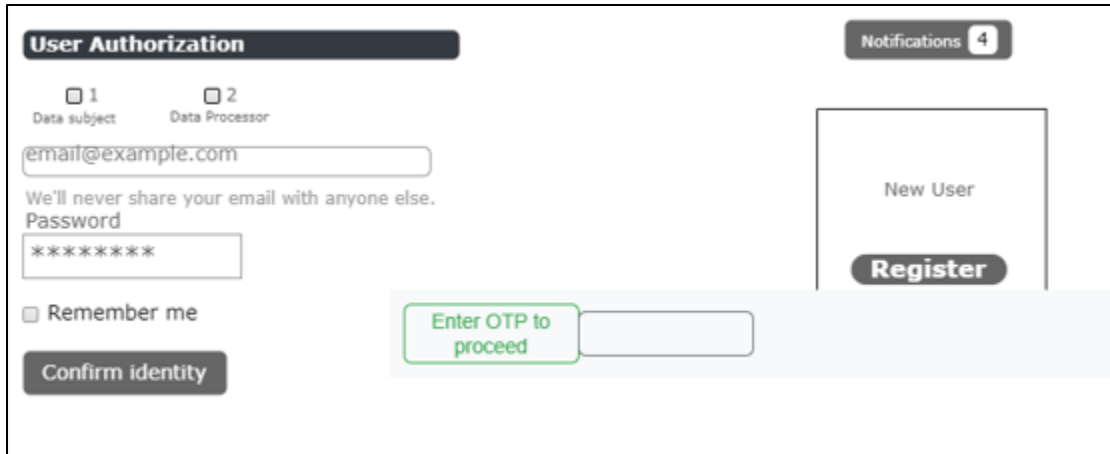 User Authorization
Notifications 4
1 2
Data subject Data Processor
email@example.com
We'll never share your email with anyone else.
Password
********
New User
Register
Remember me
Enter OTP to
proceed
Confirm identity